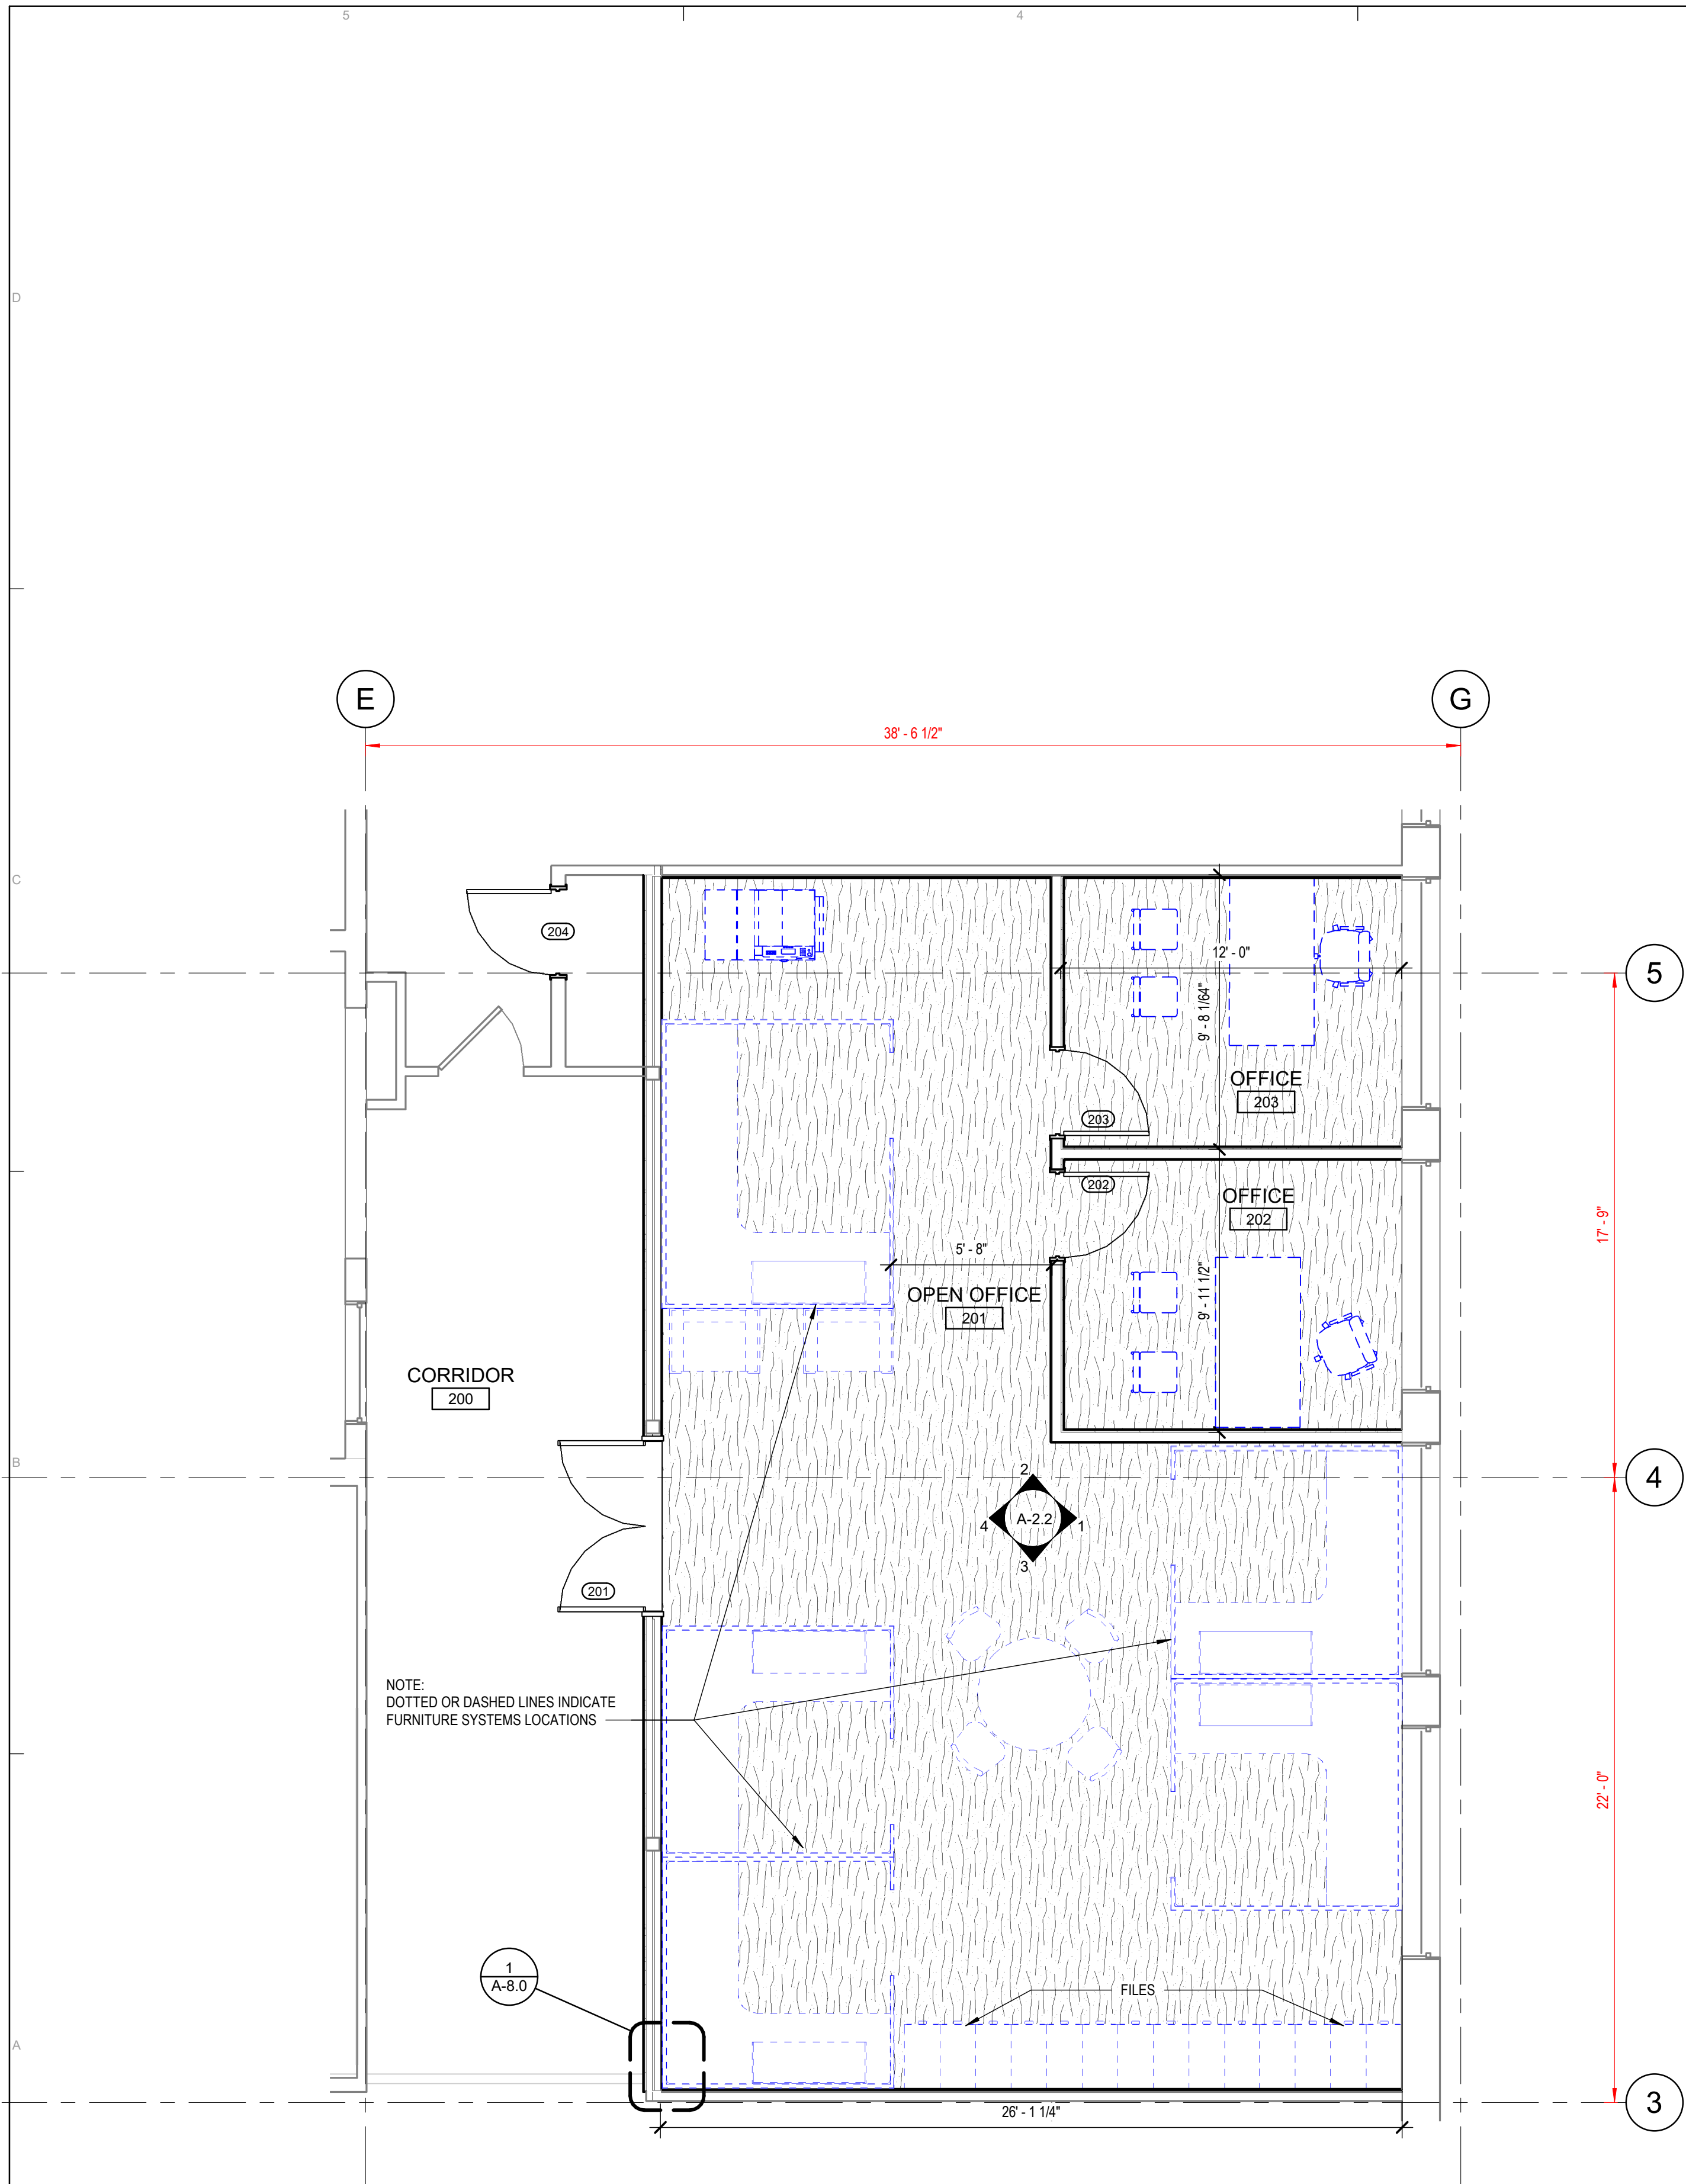 5
4
D
E
G
38' - 6 1/2"
C
204
12' - 0"
5
9' - 8 1/64"
OFFICE
203
203
202
OFFICE
202
17' - 9"
5' - 8"
9' - 11 1/2"
OPEN OFFICE
201
CORRIDOR
200
B
2
4
4
A-2.2
1
3
201
NOTE:
DOTTED OR DASHED LINES INDICATE
FURNITURE SYSTEMS LOCATIONS
22' - 0"
1
A-8.0
FILES
A
26' - 1 1/4"
3